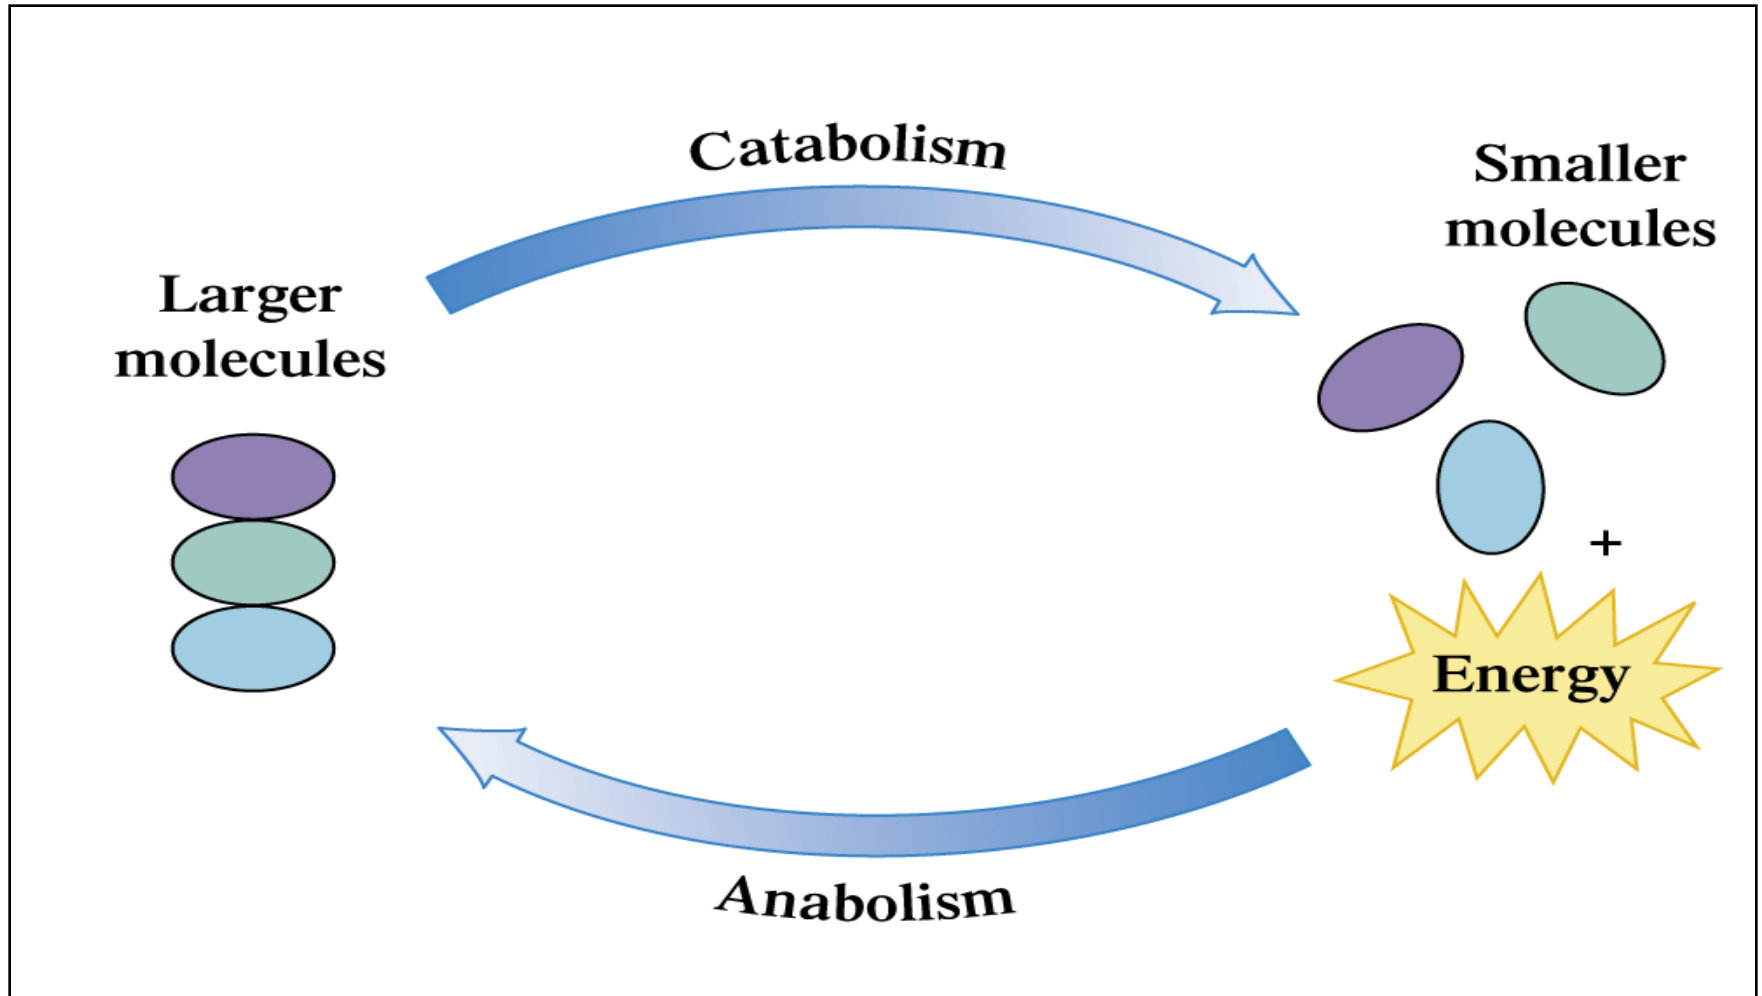 Catabolism
Larger
molecules
Smaller
molecules
+
Energy
Anabolism